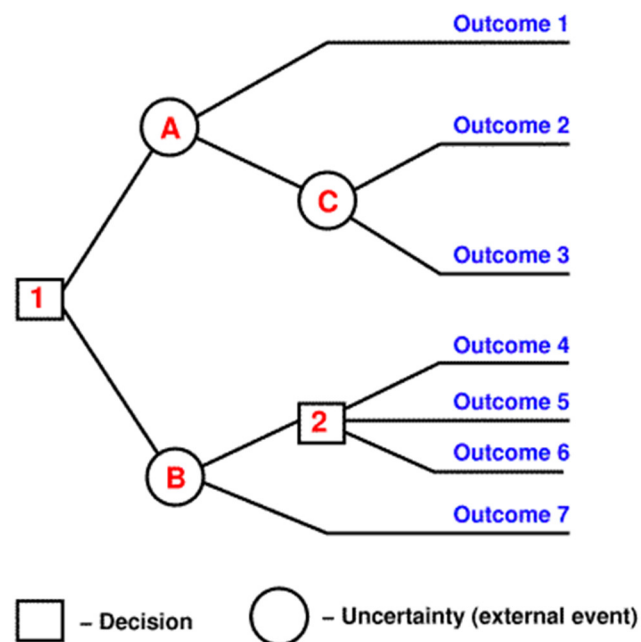 Outcome 1
A
Outcome 2
C
Outcome 3
1
Outcome 4
2
Outcome 5
Outcome 6
B
Outcome 7
– Decision
– Uncertainty (external event)